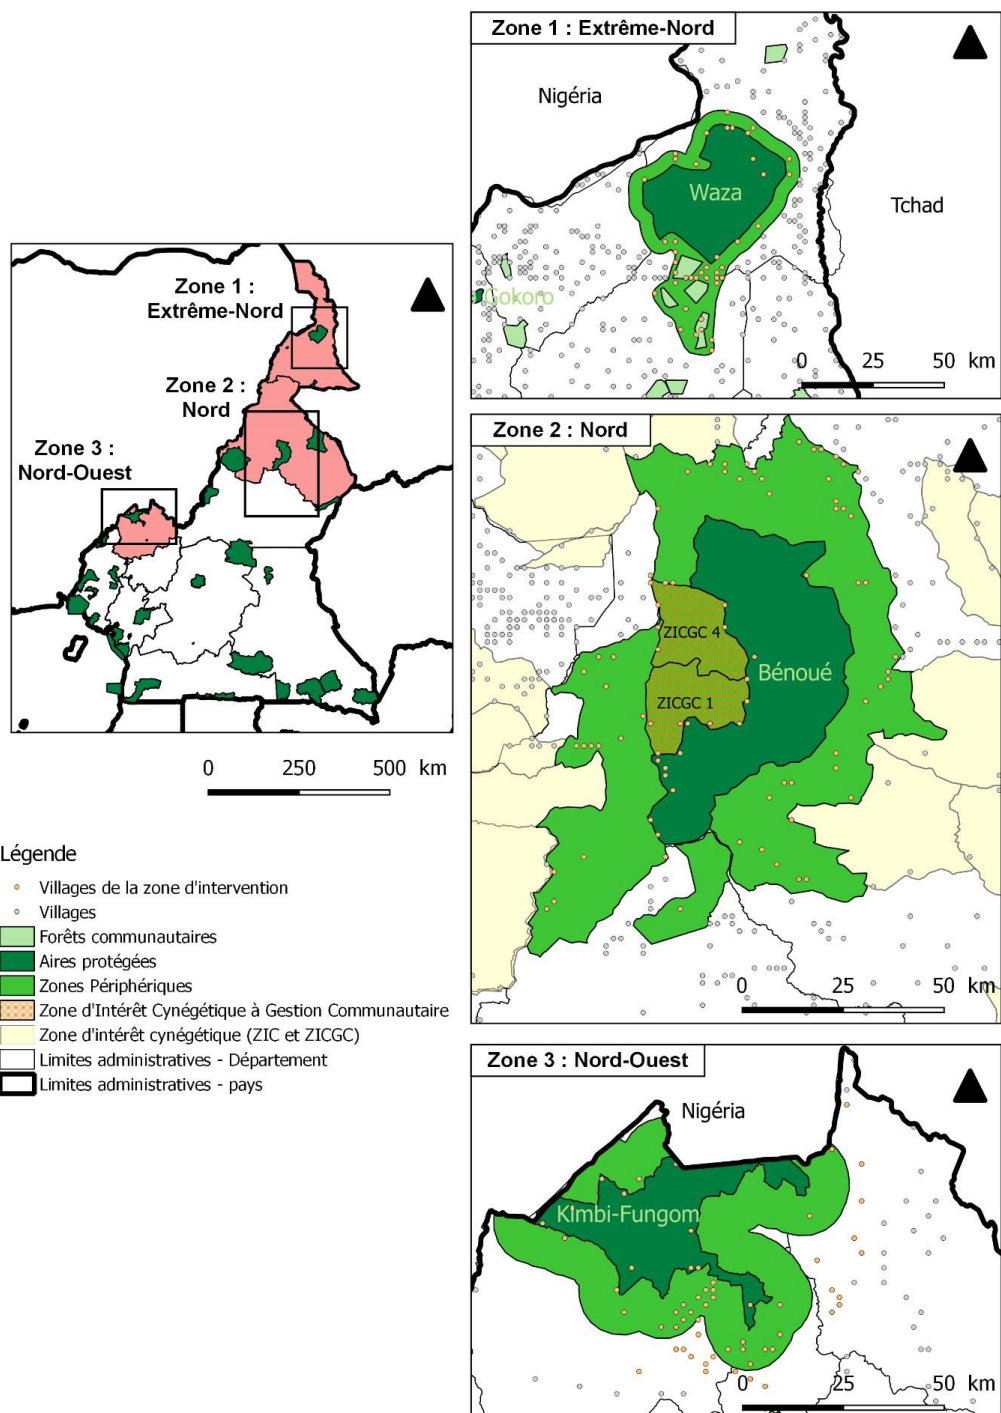 Zone 1 :
Extrême-Nord
Zone 2 :
Nord
Zone 3 :
Nord-Ouest
0 250 500 km
Légende
Villages de la zone d'intervention
Villages
Forêts communautaires
Aires protégées
Zones Périphériques
Zone d'Intérêt Cynégétique à Gestion Communautaire
Zone d'intérêt cynégétique (ZIC et ZICGC)
Limites administratives - Département
Limites administratives - pays
Zone 1 : Extrême-Nord
Nigéria
Waza
Tchad
Gokoro
0 25 50 km
Zone 2 : Nord
ZICGC 4
Bénoué
ZICGC 1
0 25 50 km
Zone 3 : Nord-Ouest
Nigéria
Kimbi-Fungom
0 25 50 km